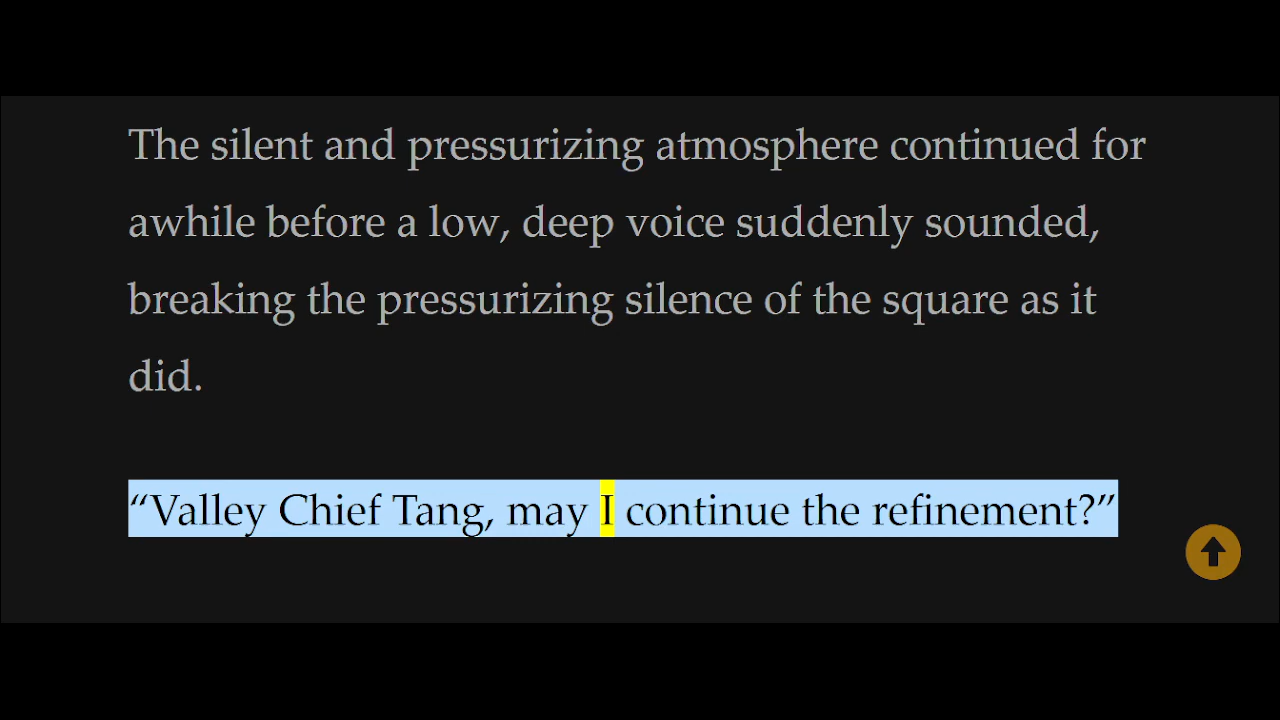 The silent and pressurizing atmosphere continued for
awhile before a low, deep voice suddenly sounded,
breaking the pressurizing silence of the square as it
did.
“Valley Chief Tang, may I continue the refinement?”